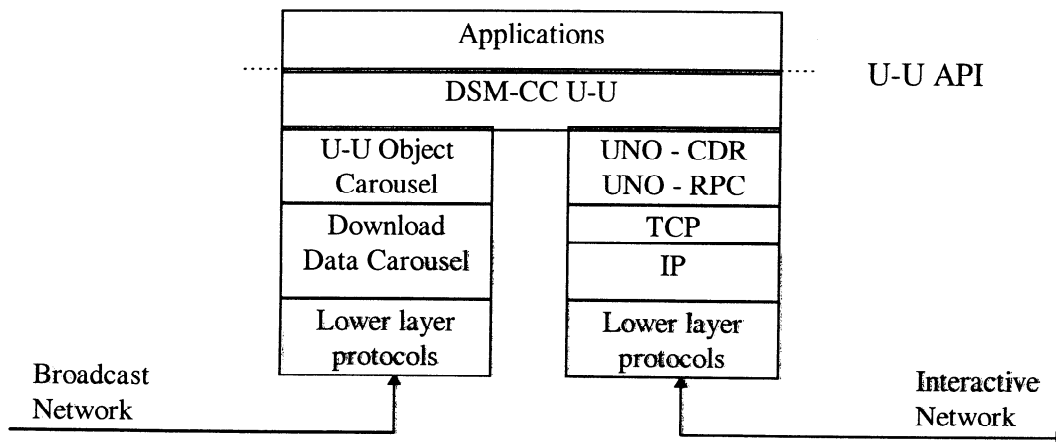 Applications
U-U API
DSM-CC U-U
U-U Object
Carousel
Download
Data Carousel
Lower layer
protocols
UNO - CDR
UNO - RPC
TCP
IP
Lower layer
protocols
Broadcast
Network
Interactive
Network